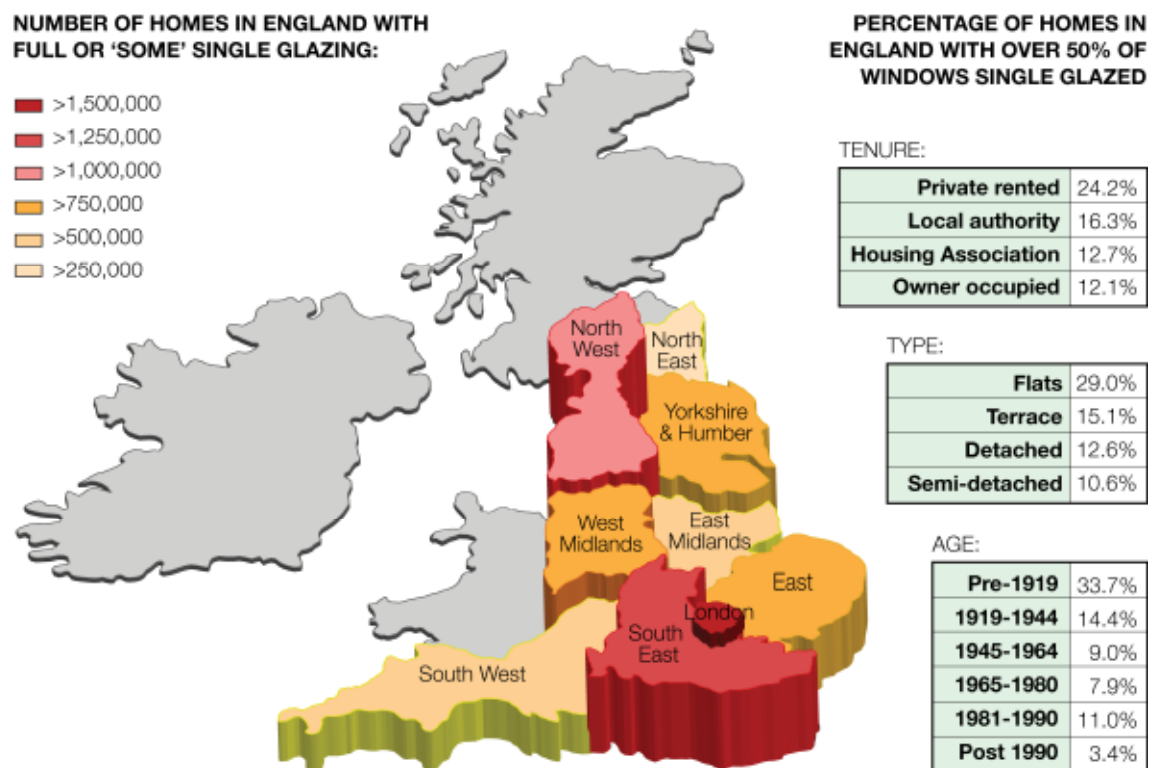 NUMBER OF HOMES IN ENGLAND WITH
FULL OR ‘SOME’ SINGLE GLAZING:
>1,500,000
>1,250,000
>1,000,000
>750,000
>500,000
>250,000
North
West
North
East
Yorkshire
& Humber
West
Midlands
East
Midlands
East
London
South
East
South West
PERCENTAGE OF HOMES IN
ENGLAND WITH OVER 50% OF
WINDOWS SINGLE GLAZED
TENURE:
Private rented 24.2%
Local authority 16.3%
Housing Association 12.7%
Owner occupied 12.1%
TYPE:
Flats 29.0%
Terrace 15.1%
Detached 12.6%
Semi-detached 10.6%
AGE:
Pre-1919 33.7%
1919-1944 14.4%
1945-1964 9.0%
1965-1980 7.9%
1981-1990 11.0%
Post 1990 3.4%